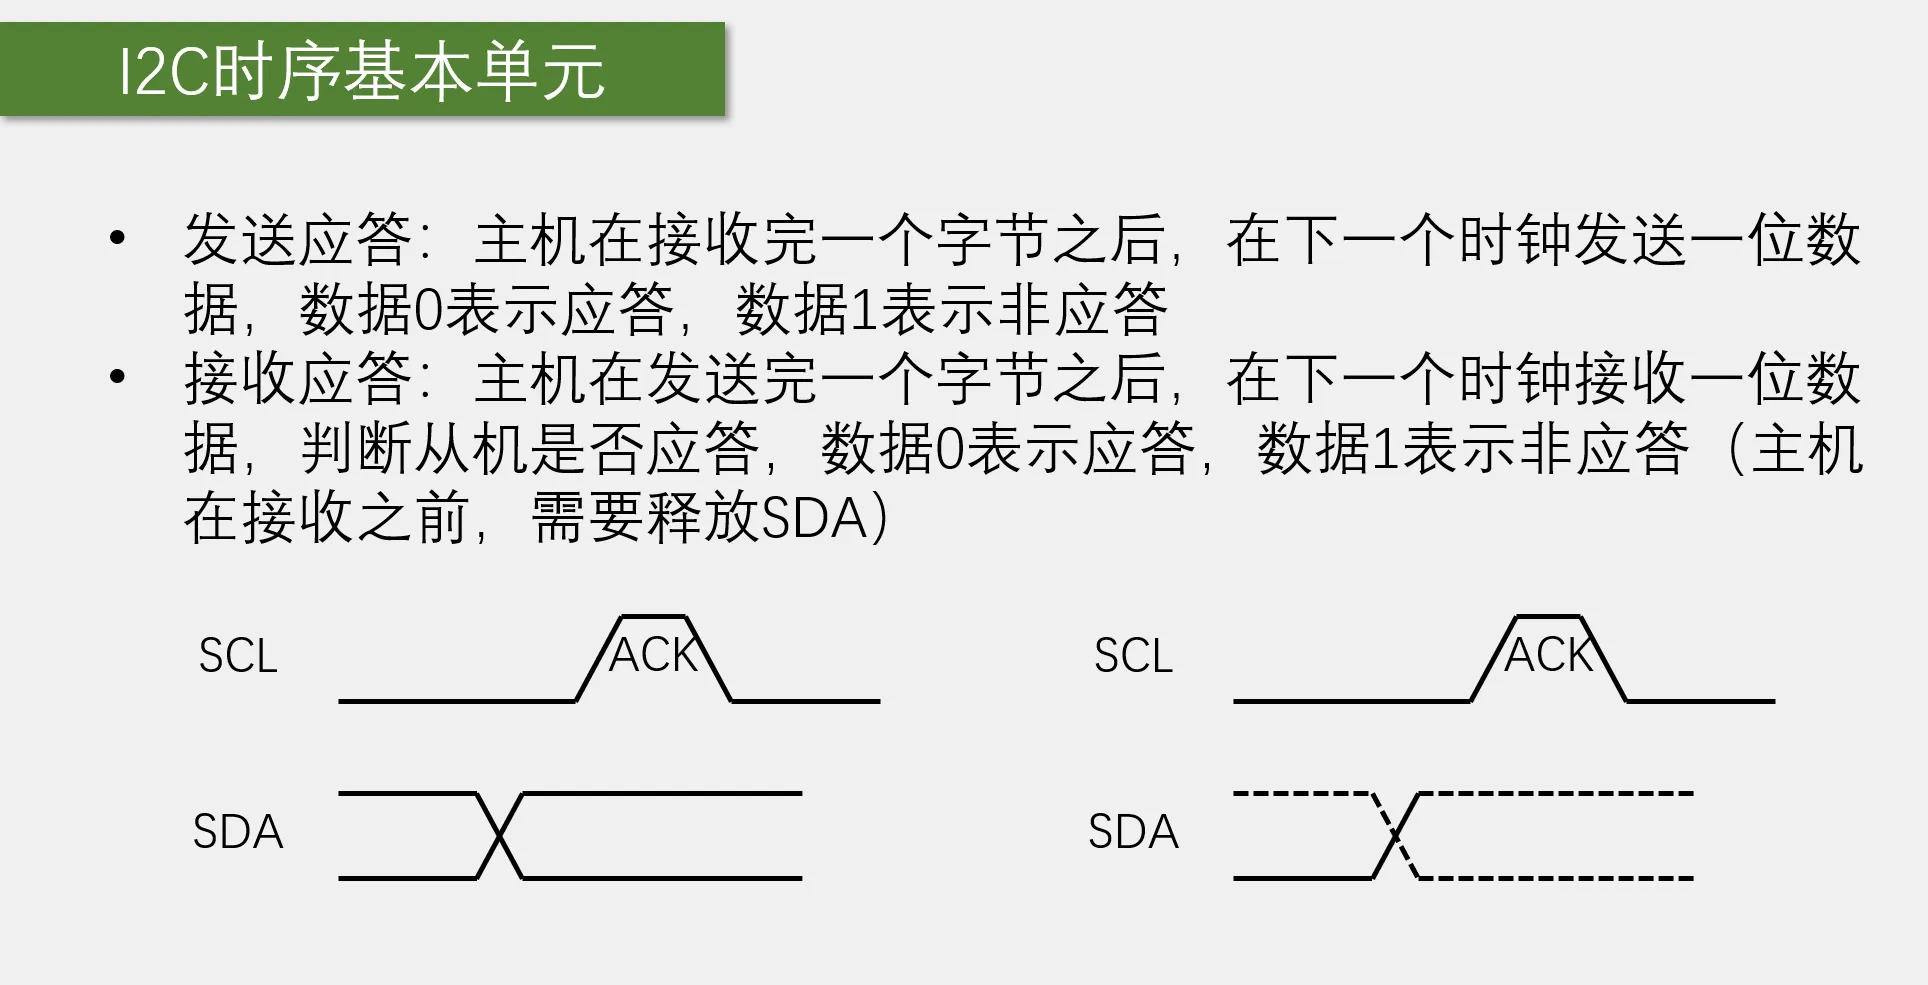 I2C时序基本单元
• 发送应答：主机在接收完一个字节之后，在下一个时钟发送一位数
据，数据0表示应答，数据1表示非应答
• 接收应答：主机在发送完一个字节之后，在下一个时钟接收一位数
据，判断从机是否应答，数据0表示应答，数据1表示非应答（主机
在接收之前，需要释放SDA）
SCL ACK SCL ACK
SDA SDA